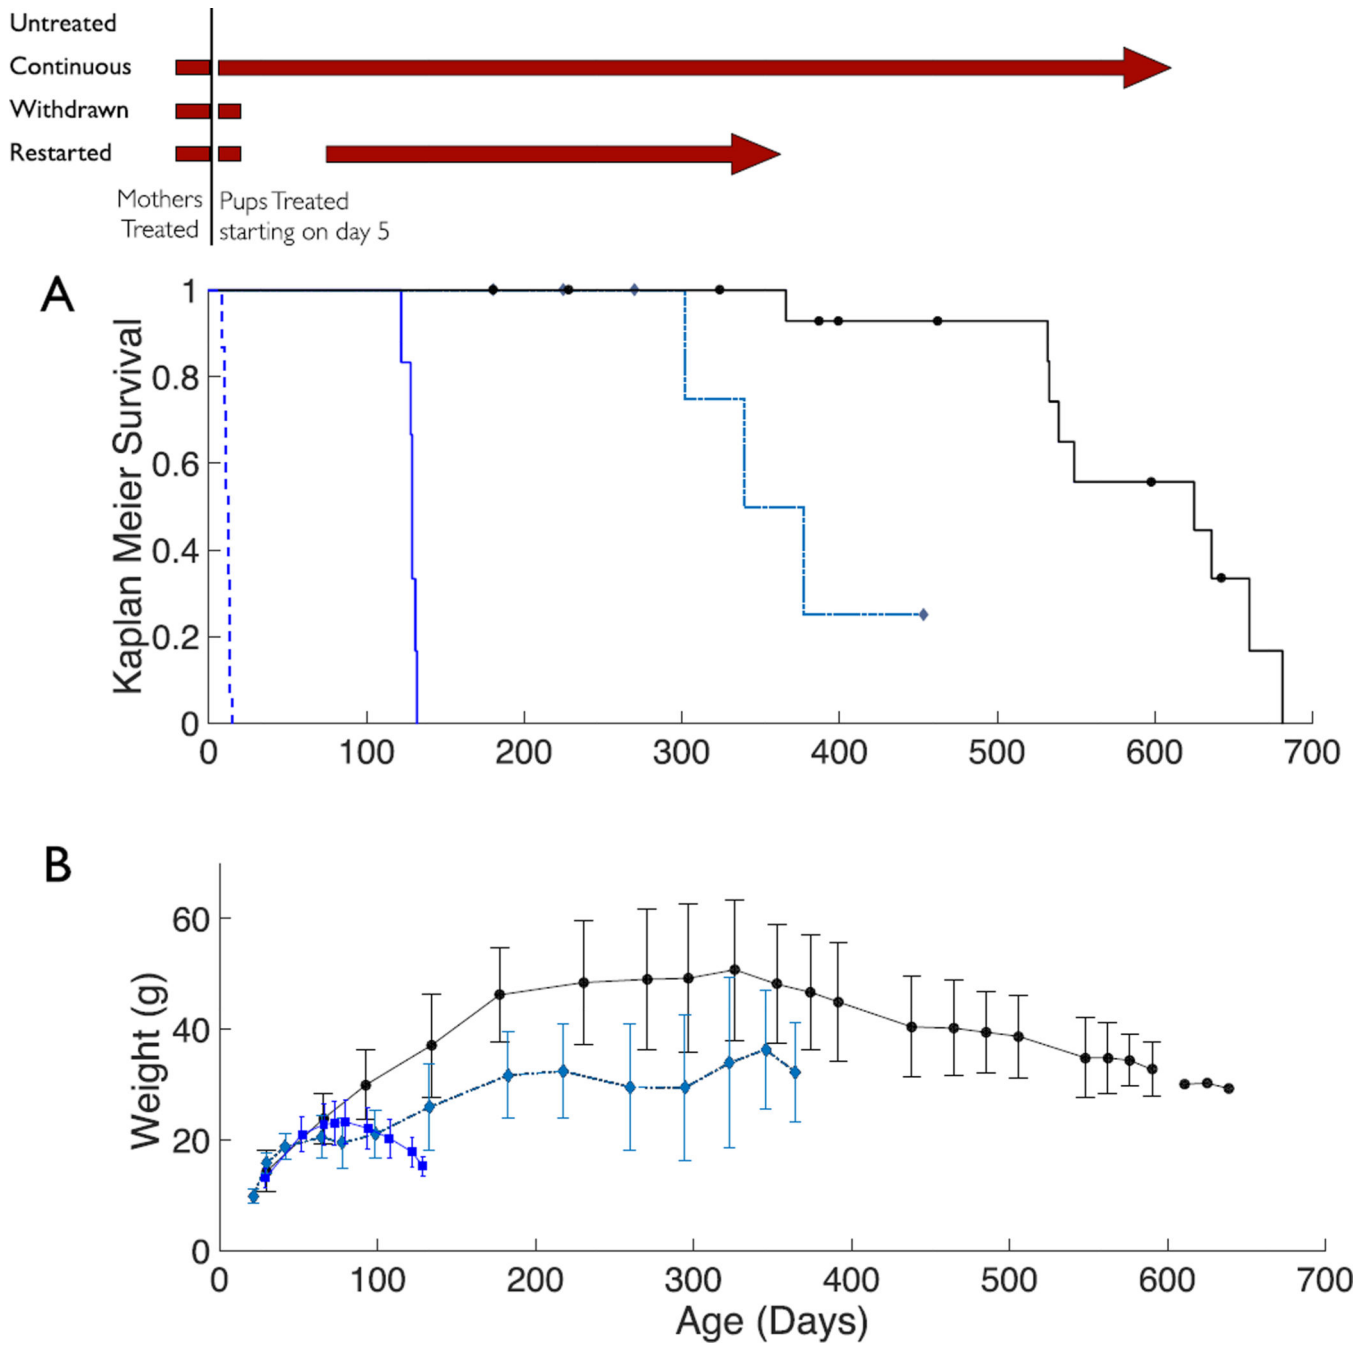 Untreated
Continuous
Withdrawn
Restarted
Mothers Treated
Pups Treated starting on day 5
A
Kaplan Meier Survival
1
0.8
0.6
0.4
0.2
0
0 100 200 300 400 500 600 700
B
Weight (g)
60
40
20
0
0 100 200 300 400 500 600 700
Age (Days)